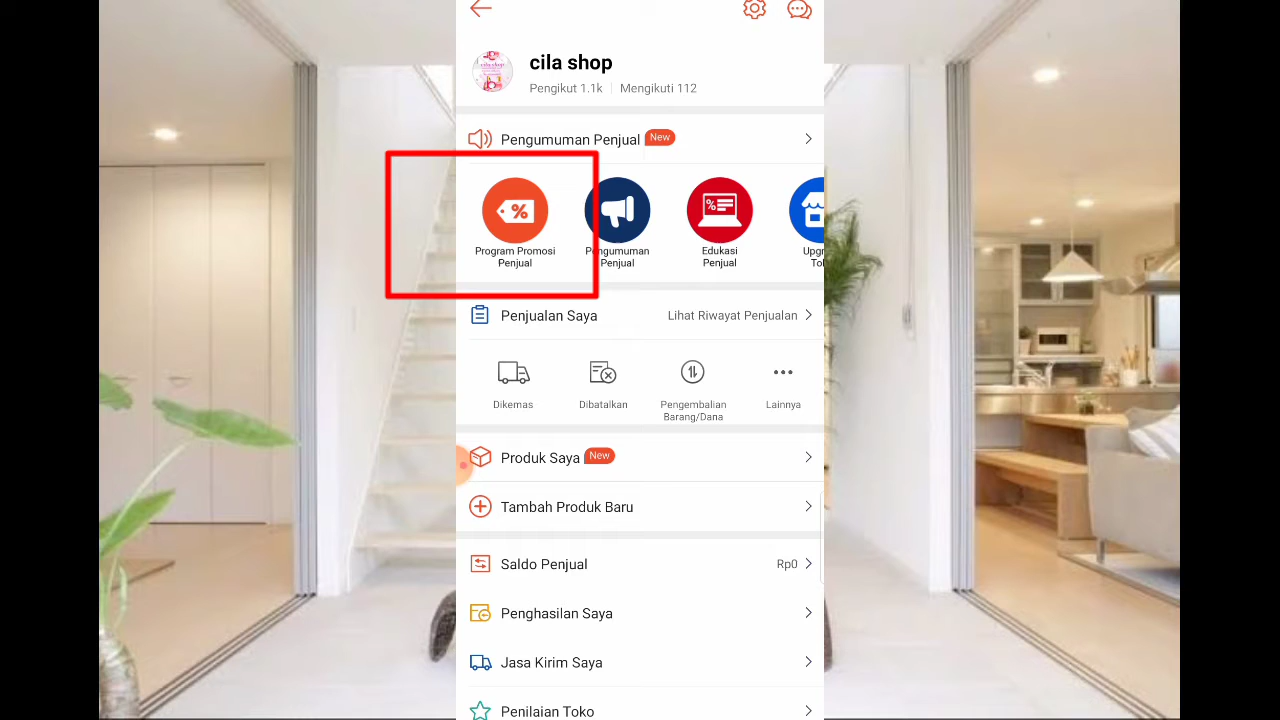 cila shop
Pengikut 1.1k
Mengikuti 112
Pengumuman Penjual New
Program Promosi
Penjual
Pengumuman
Penjual
Edukasi
Penjual
Penjualan Saya
Lihat Riwayat Penjualan
Dikemas
Dibatalkan
Pengembalian
Barang/Dana
Lainnya
Produk Saya New
Tambah Produk Baru
Saldo Penjual
Rp0
Penghasilan Saya
Jasa Kirim Saya
Penilaian Toko